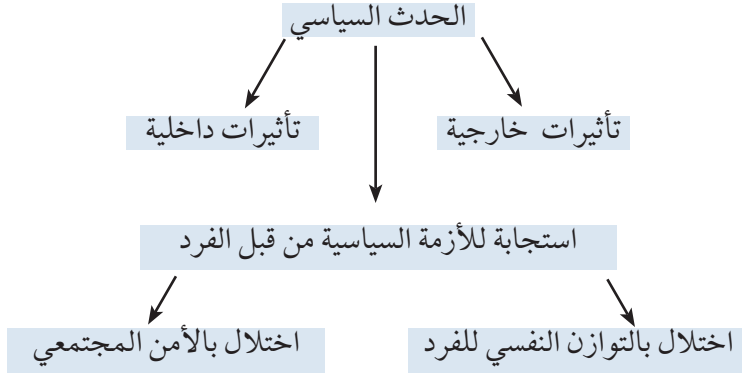 الحدث السياسي
تأثيرات خارجية
تأثيرات داخلية
استجابة للأزمة السياسية من قبل الفرد
اختلال بالتوازن النفسي للفرد
اختلال بالأمن المجتمعي